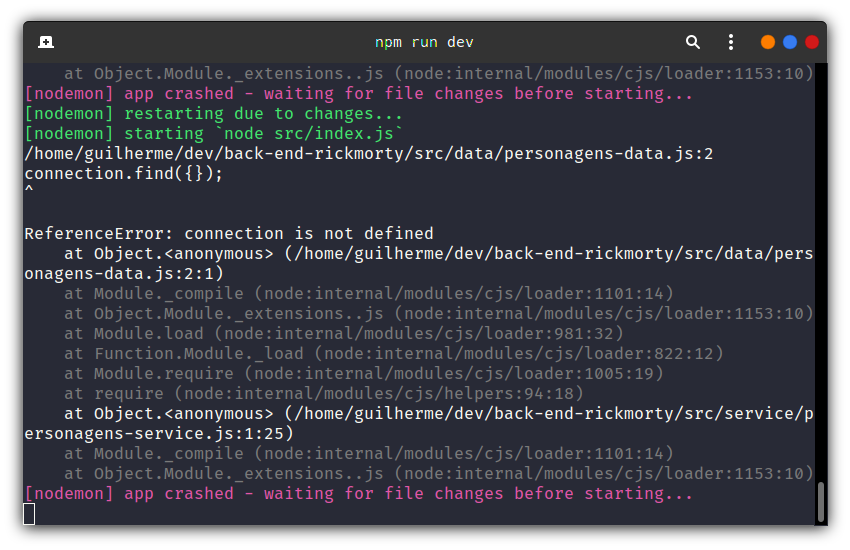 npm run dev
    at Object.Module._extensions..js (node:internal/modules/cjs/loader:1153:10)
[nodemon] app crashed - waiting for file changes before starting...
[nodemon] restarting due to changes...
[nodemon] starting `node src/index.js`
/home/guilherme/dev/back-end-rickmorty/src/data/personagens-data.js:2
connection.find({});
^

ReferenceError: connection is not defined
    at Object.<anonymous> (/home/guilherme/dev/back-end-rickmorty/src/data/pers
onagens-data.js:2:1)
    at Module._compile (node:internal/modules/cjs/loader:1101:14)
    at Object.Module._extensions..js (node:internal/modules/cjs/loader:1153:10)
    at Module.load (node:internal/modules/cjs/loader:981:32)
    at Function.Module._load (node:internal/modules/cjs/loader:822:12)
    at Module.require (node:internal/modules/cjs/loader:1005:19)
    at require (node:internal/modules/cjs/helpers:94:18)
    at Object.<anonymous> (/home/guilherme/dev/back-end-rickmorty/src/service/p
ersonagens-service.js:1:25)
    at Module._compile (node:internal/modules/cjs/loader:1101:14)
    at Object.Module._extensions..js (node:internal/modules/cjs/loader:1153:10)
[nodemon] app crashed - waiting for file changes before starting...